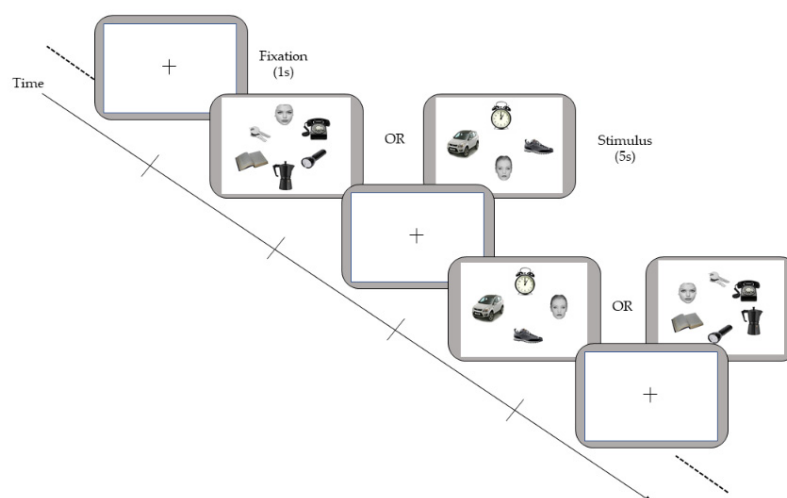 Fixation
(1s)
Time
OR
Stimulus
(5s)
OR